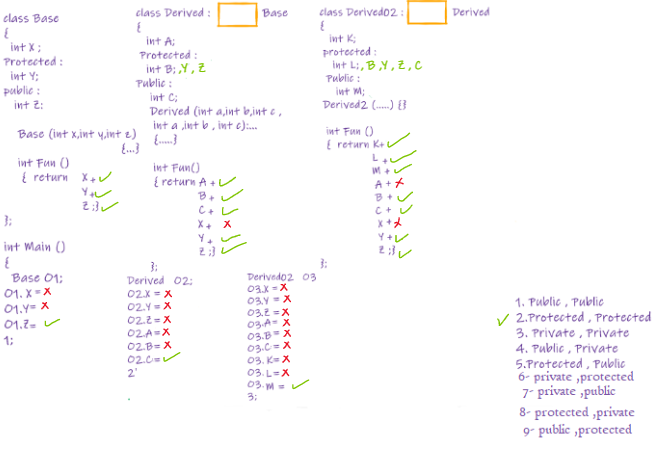 class Base
{
int X ;
Protected :
int Y;
public :
int Z:
Base (int x,int y,int z)
{...}
int Fun ()
{ return X +
Y +
Z ;}
};
int Main ()
{
Base O1;
O1. X =
O1.Y=
O1.Z=
1;
class Derived : Base
{
int A;
Protected :
int B; ,Y , Z
Public :
int C;
Derived (int a,int b,int c ,
int a ,int b , int c):...
{.....}
int Fun()
{ return A +
B +
C +
X +
Y +
Z ;}
};
Derived O2;
O2.X =
O2.Y =
O2.Z =
O2.A=
O2.B=
O2.C=
2'
.
class Derived02 : Derived
{
int K;
protected :
int L; , B ,Y , Z , C
Public :
int M;
Derived2 (.....) {}
int Fun ()
{ return K+
L +
M +
A +
B +
C +
X +
Y +
Z ;}
};
Derived02 O3
O3.X =
O3.Y =
O3.Z =
O3.A=
O3.B=
O3.C=
O3. K=
O3. L=
O3. M =
3;
1. Public , Public
2.Protected , Protected
3. Private , Private
4. Public , Private
5.Protected , Public
6- private ,protected
7- private ,public
8- protected ,private
9- public ,protected